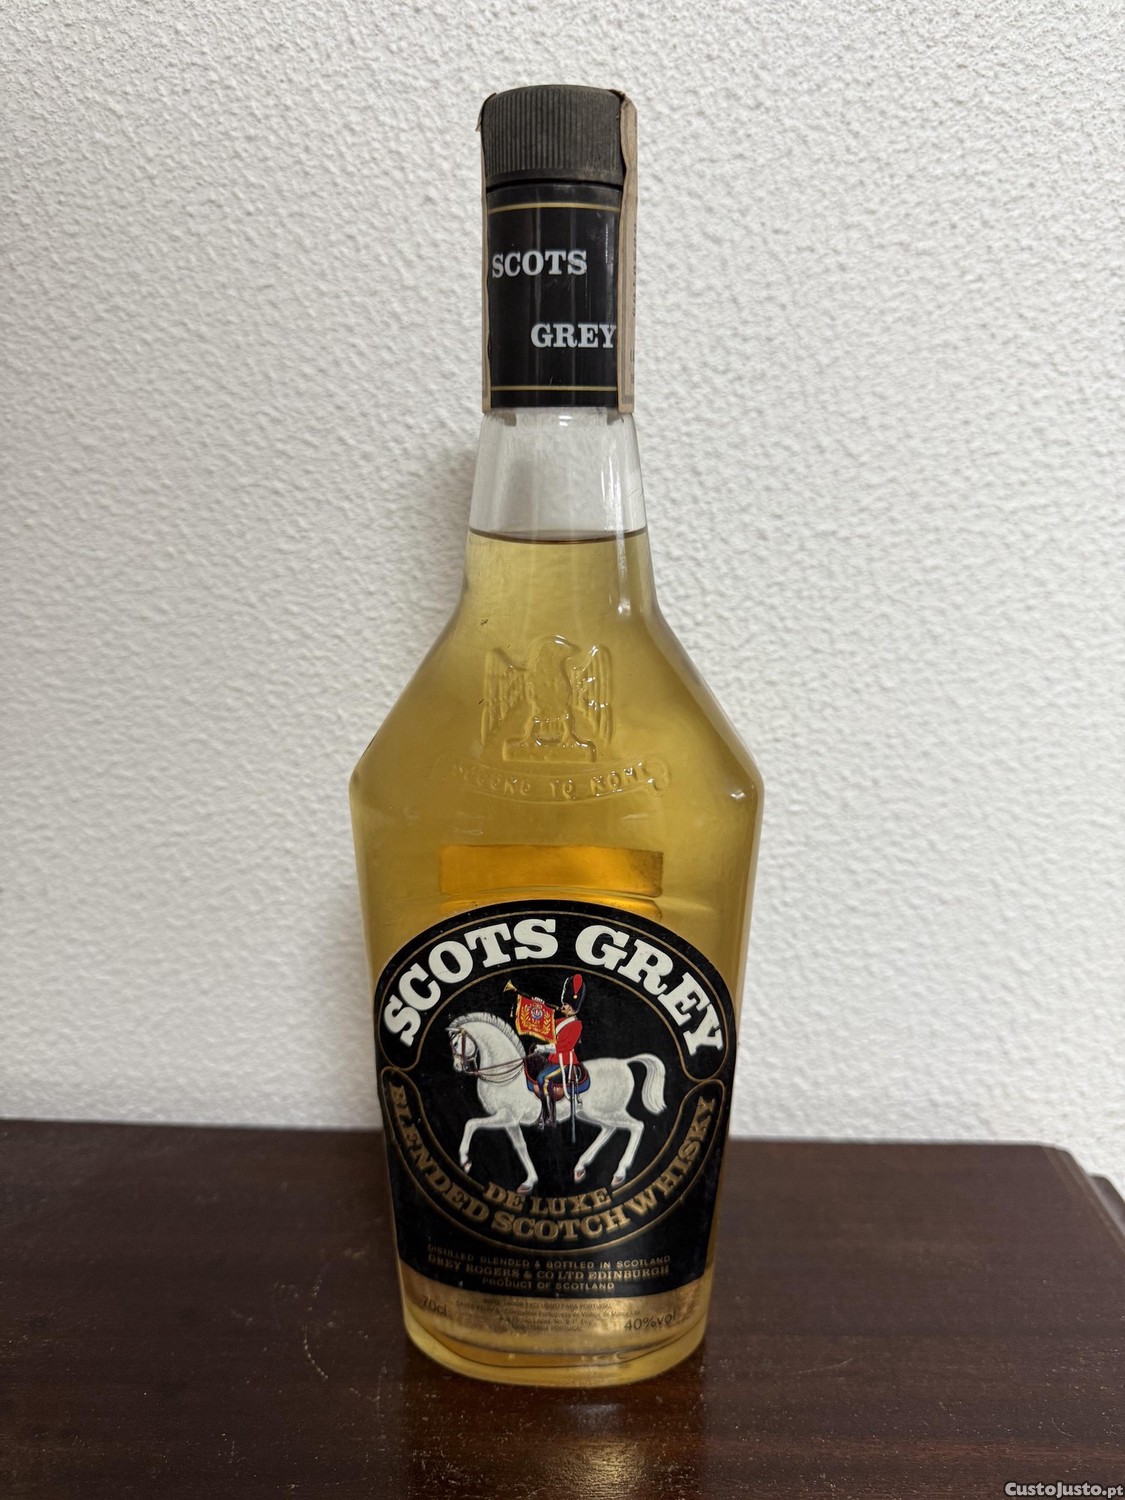 SCOTS
GREY
SECOND TO NONE
SCOTS GREY
DE LUXE
BLENDED SCOTCH WHISKY
DISTILLED BLENDED & BOTTLED IN SCOTLAND
GREY ROGERS & CO LTD EDINBURGH
PRODUCT OF SCOTLAND
70cl
40%vol
CustoJusto.pt